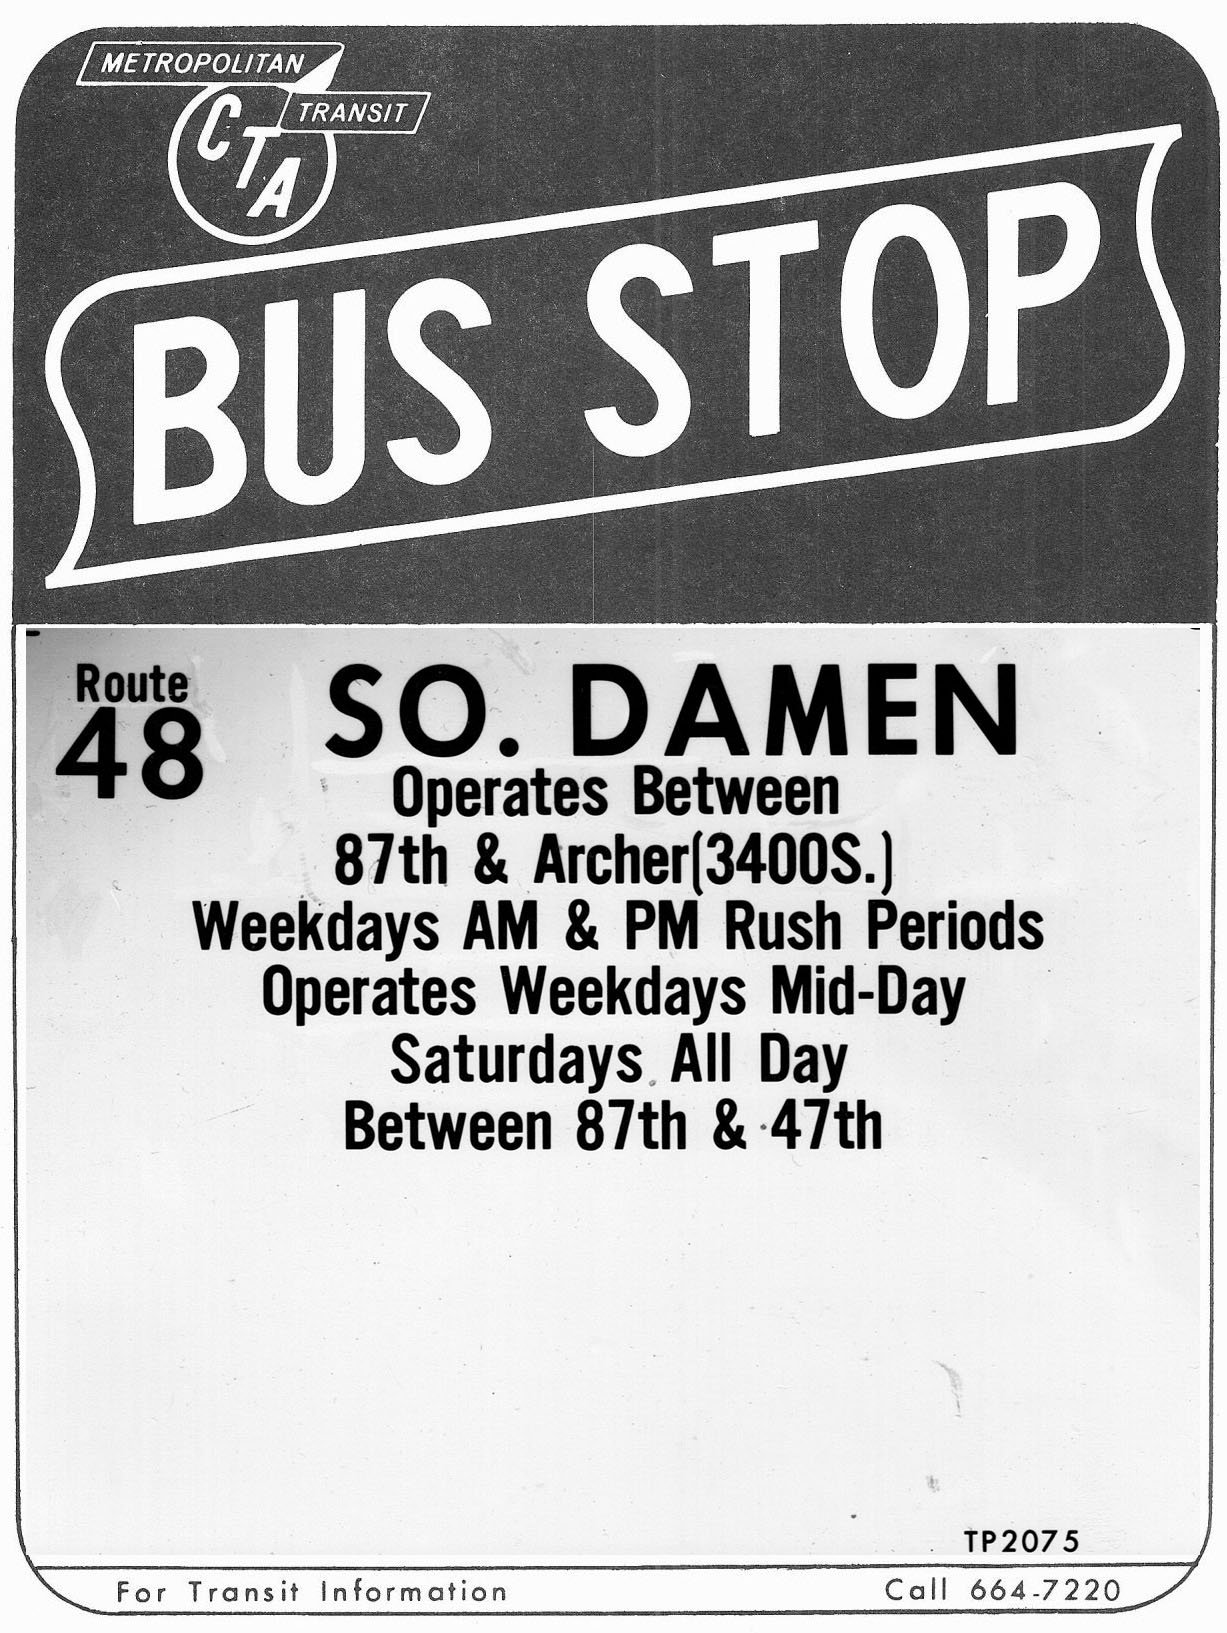 METROPOLITAN
TRANSIT
CTA
BUS STOP
Route
48
SO. DAMEN
Operates Between
87th & Archer(3400S.)
Weekdays AM & PM Rush Periods
Operates Weekdays Mid-Day
Saturdays All Day
Between 87th & 47th
TP2075
For Transit Information Call 664-7220